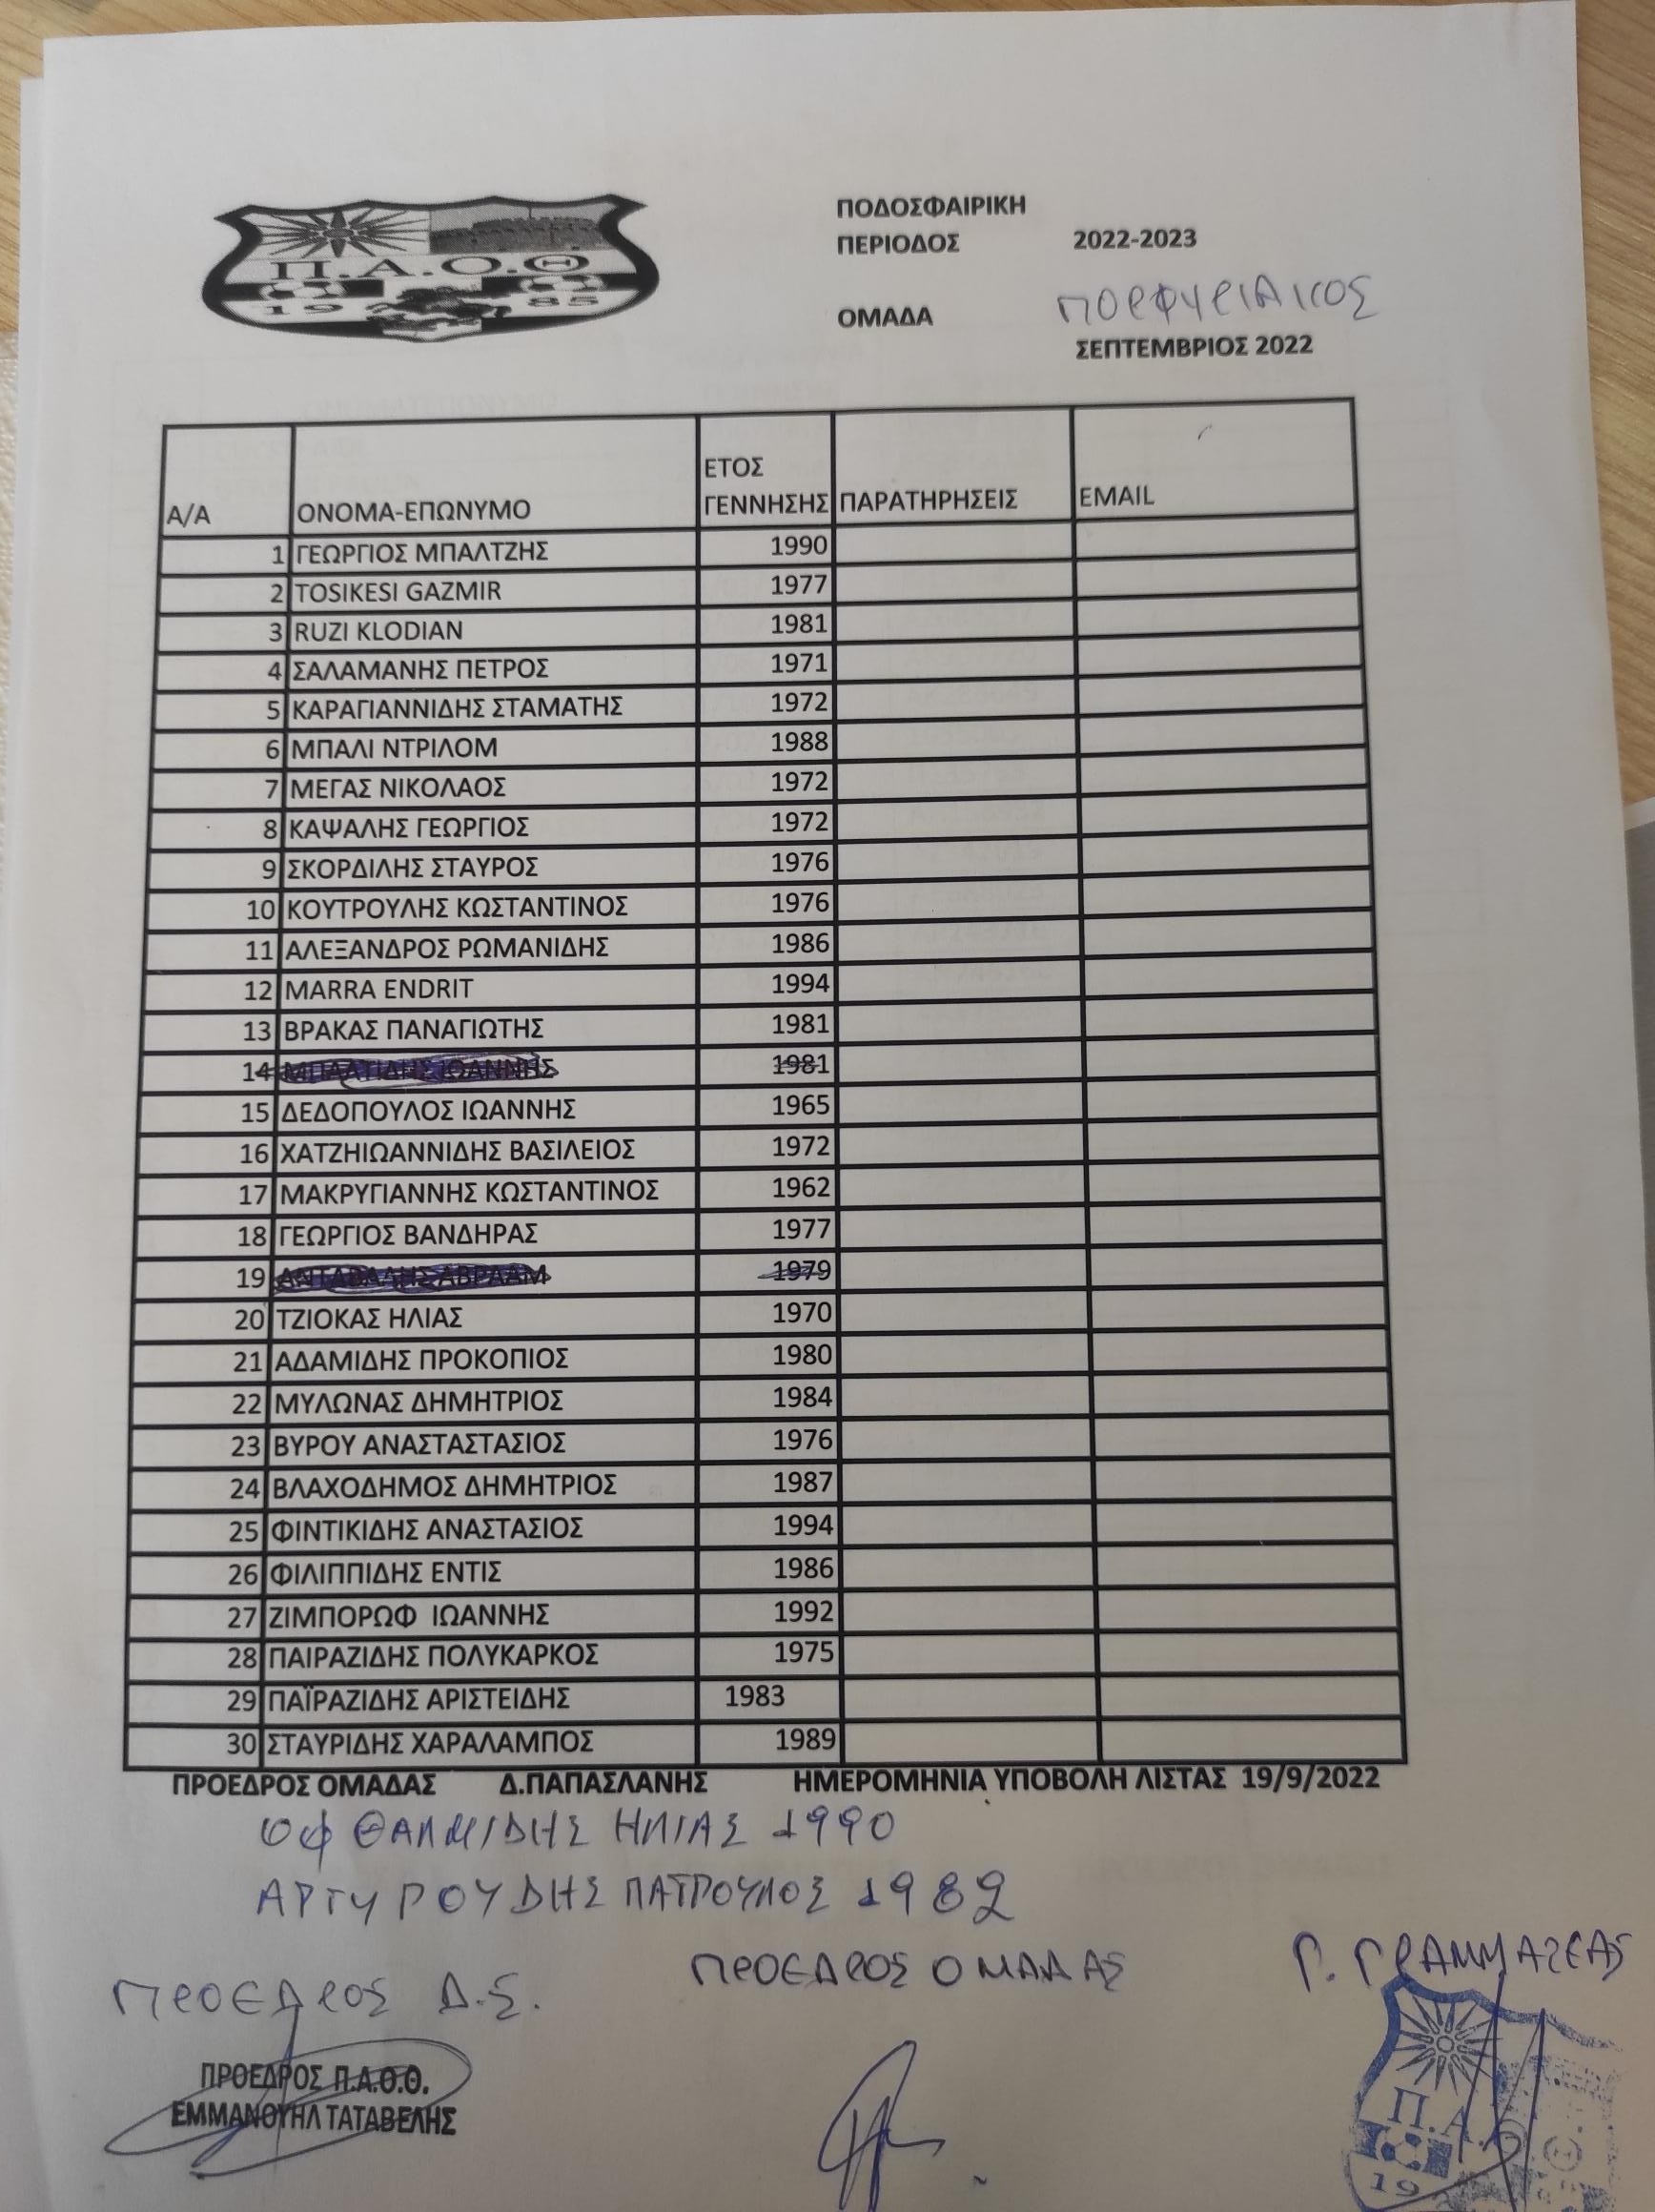 Π.Α.Ο.Θ
19 85
ΠΟΔΟΣΦΑΙΡΙΚΗ
ΠΕΡΙΟΔΟΣ 2022-2023
ΟΜΑΔΑ ΠΟΡΦΥΡΙΑΚΟΣ
ΣΕΠΤΕΜΒΡΙΟΣ 2022
Α/Α ΟΝΟΜΑ-ΕΠΩΝΥΜΟ ΕΤΟΣ ΓΕΝΝΗΣΗΣ ΠΑΡΑΤΗΡΗΣΕΙΣ EMAIL
1 ΓΕΩΡΓΙΟΣ ΜΠΑΛΤΖΗΣ 1990
2 TOSIKESI GAZMIR 1977
3 RUZI KLODIAN 1981
4 ΣΑΛΑΜΑΝΗΣ ΠΕΤΡΟΣ 1971
5 ΚΑΡΑΓΙΑΝΝΙΔΗΣ ΣΤΑΜΑΤΗΣ 1972
6 ΜΠΑΛΙ ΝΤΡΙΛΟΜ 1988
7 ΜΕΓΑΣ ΝΙΚΟΛΑΟΣ 1972
8 ΚΑΨΑΛΗΣ ΓΕΩΡΓΙΟΣ 1972
9 ΣΚΟΡΔΙΛΗΣ ΣΤΑΥΡΟΣ 1976
10 ΚΟΥΤΡΟΥΛΗΣ ΚΩΣΤΑΝΤΙΝΟΣ 1976
11 ΑΛΕΞΑΝΔΡΟΣ ΡΩΜΑΝΙΔΗΣ 1986
12 MARRA ENDRIT 1994
13 ΒΡΑΚΑΣ ΠΑΝΑΓΙΩΤΗΣ 1981
14 ΙΩΑΝΝΗΣ 1981
15 ΔΕΔΟΠΟΥΛΟΣ ΙΩΑΝΝΗΣ 1965
16 ΧΑΤΖΗΙΩΑΝΝΙΔΗΣ ΒΑΣΙΛΕΙΟΣ 1972
17 ΜΑΚΡΥΓΙΑΝΝΗΣ ΚΩΣΤΑΝΤΙΝΟΣ 1962
18 ΓΕΩΡΓΙΟΣ ΒΑΝΔΗΡΑΣ 1977
19 ΑΒΡΑΑΜ 1979
20 ΤΖΙΟΚΑΣ ΗΛΙΑΣ 1970
21 ΑΔΑΜΙΔΗΣ ΠΡΟΚΟΠΙΟΣ 1980
22 ΜΥΛΩΝΑΣ ΔΗΜΗΤΡΙΟΣ 1984
23 ΒΥΡΟΥ ΑΝΑΣΤΑΣΤΑΣΙΟΣ 1976
24 ΒΛΑΧΟΔΗΜΟΣ ΔΗΜΗΤΡΙΟΣ 1987
25 ΦΙΝΤΙΚΙΔΗΣ ΑΝΑΣΤΑΣΙΟΣ 1994
26 ΦΙΛΙΠΠΙΔΗΣ ΕΝΤΙΣ 1986
27 ΖΙΜΠΟΡΩΦ ΙΩΑΝΝΗΣ 1992
28 ΠΑΙΡΑΖΙΔΗΣ ΠΟΛΥΚΑΡΚΟΣ 1975
29 ΠΑΪΡΑΖΙΔΗΣ ΑΡΙΣΤΕΙΔΗΣ 1983
30 ΣΤΑΥΡΙΔΗΣ ΧΑΡΑΛΑΜΠΟΣ 1989
ΠΡΟΕΔΡΟΣ ΟΜΑΔΑΣ Δ.ΠΑΠΑΣΛΑΝΗΣ ΗΜΕΡΟΜΗΝΙΑ ΥΠΟΒΟΛΗ ΛΙΣΤΑΣ 19/9/2022
ΟΦΘΑΛΜΙΔΗΣ ΗΛΙΑΣ 1990
ΑΡΓΥΡΟΥΔΗΣ ΠΑΤΡΟΥΛΟΣ 1982
ΠΡΟΕΔΡΟΣ Δ.Σ. ΠΡΟΕΔΡΟΣ ΟΜΑΔΑΣ Γ. ΓΡΑΜΜΑΤΕΑΣ
ΠΡΟΕΔΡΟΣ Π.Α.Ο.Θ.
ΕΜΜΑΝΟΥΗΛ ΤΑΤΑΒΕΛΗΣ
Π.Α.Ο.Θ.
19